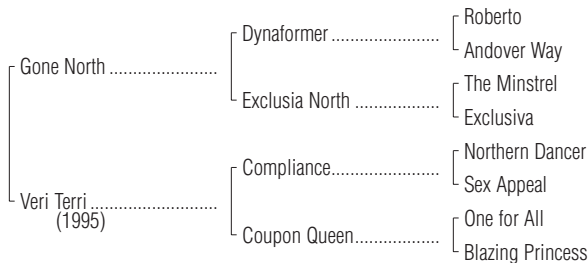 Roberto
Dynaformer
Andover Way
Gone North
The Minstrel
Exclusia North
Exclusiva
Northern Dancer
Compliance
Sex Appeal
Veri Terri
(1995)
One for All
Coupon Queen
Blazing Princess